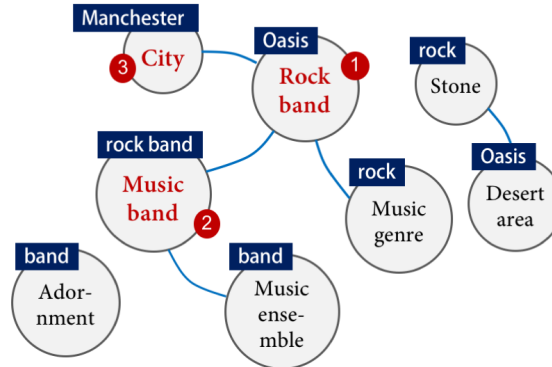 Manchester
3
City
Oasis
1
Rock
band
rock
Stone
rock band
Music
band
2
rock
Music
genre
Oasis
Desert
area
band
Ador-
nment
band
Music
ense-
mble